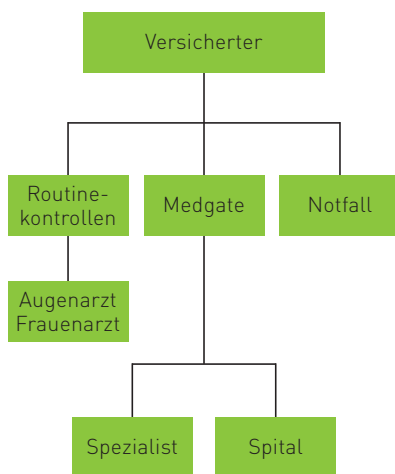 Versicherter
Routine-
kontrollen
Medgate
Notfall
Augenarzt
Frauenarzt
Spezialist
Spital